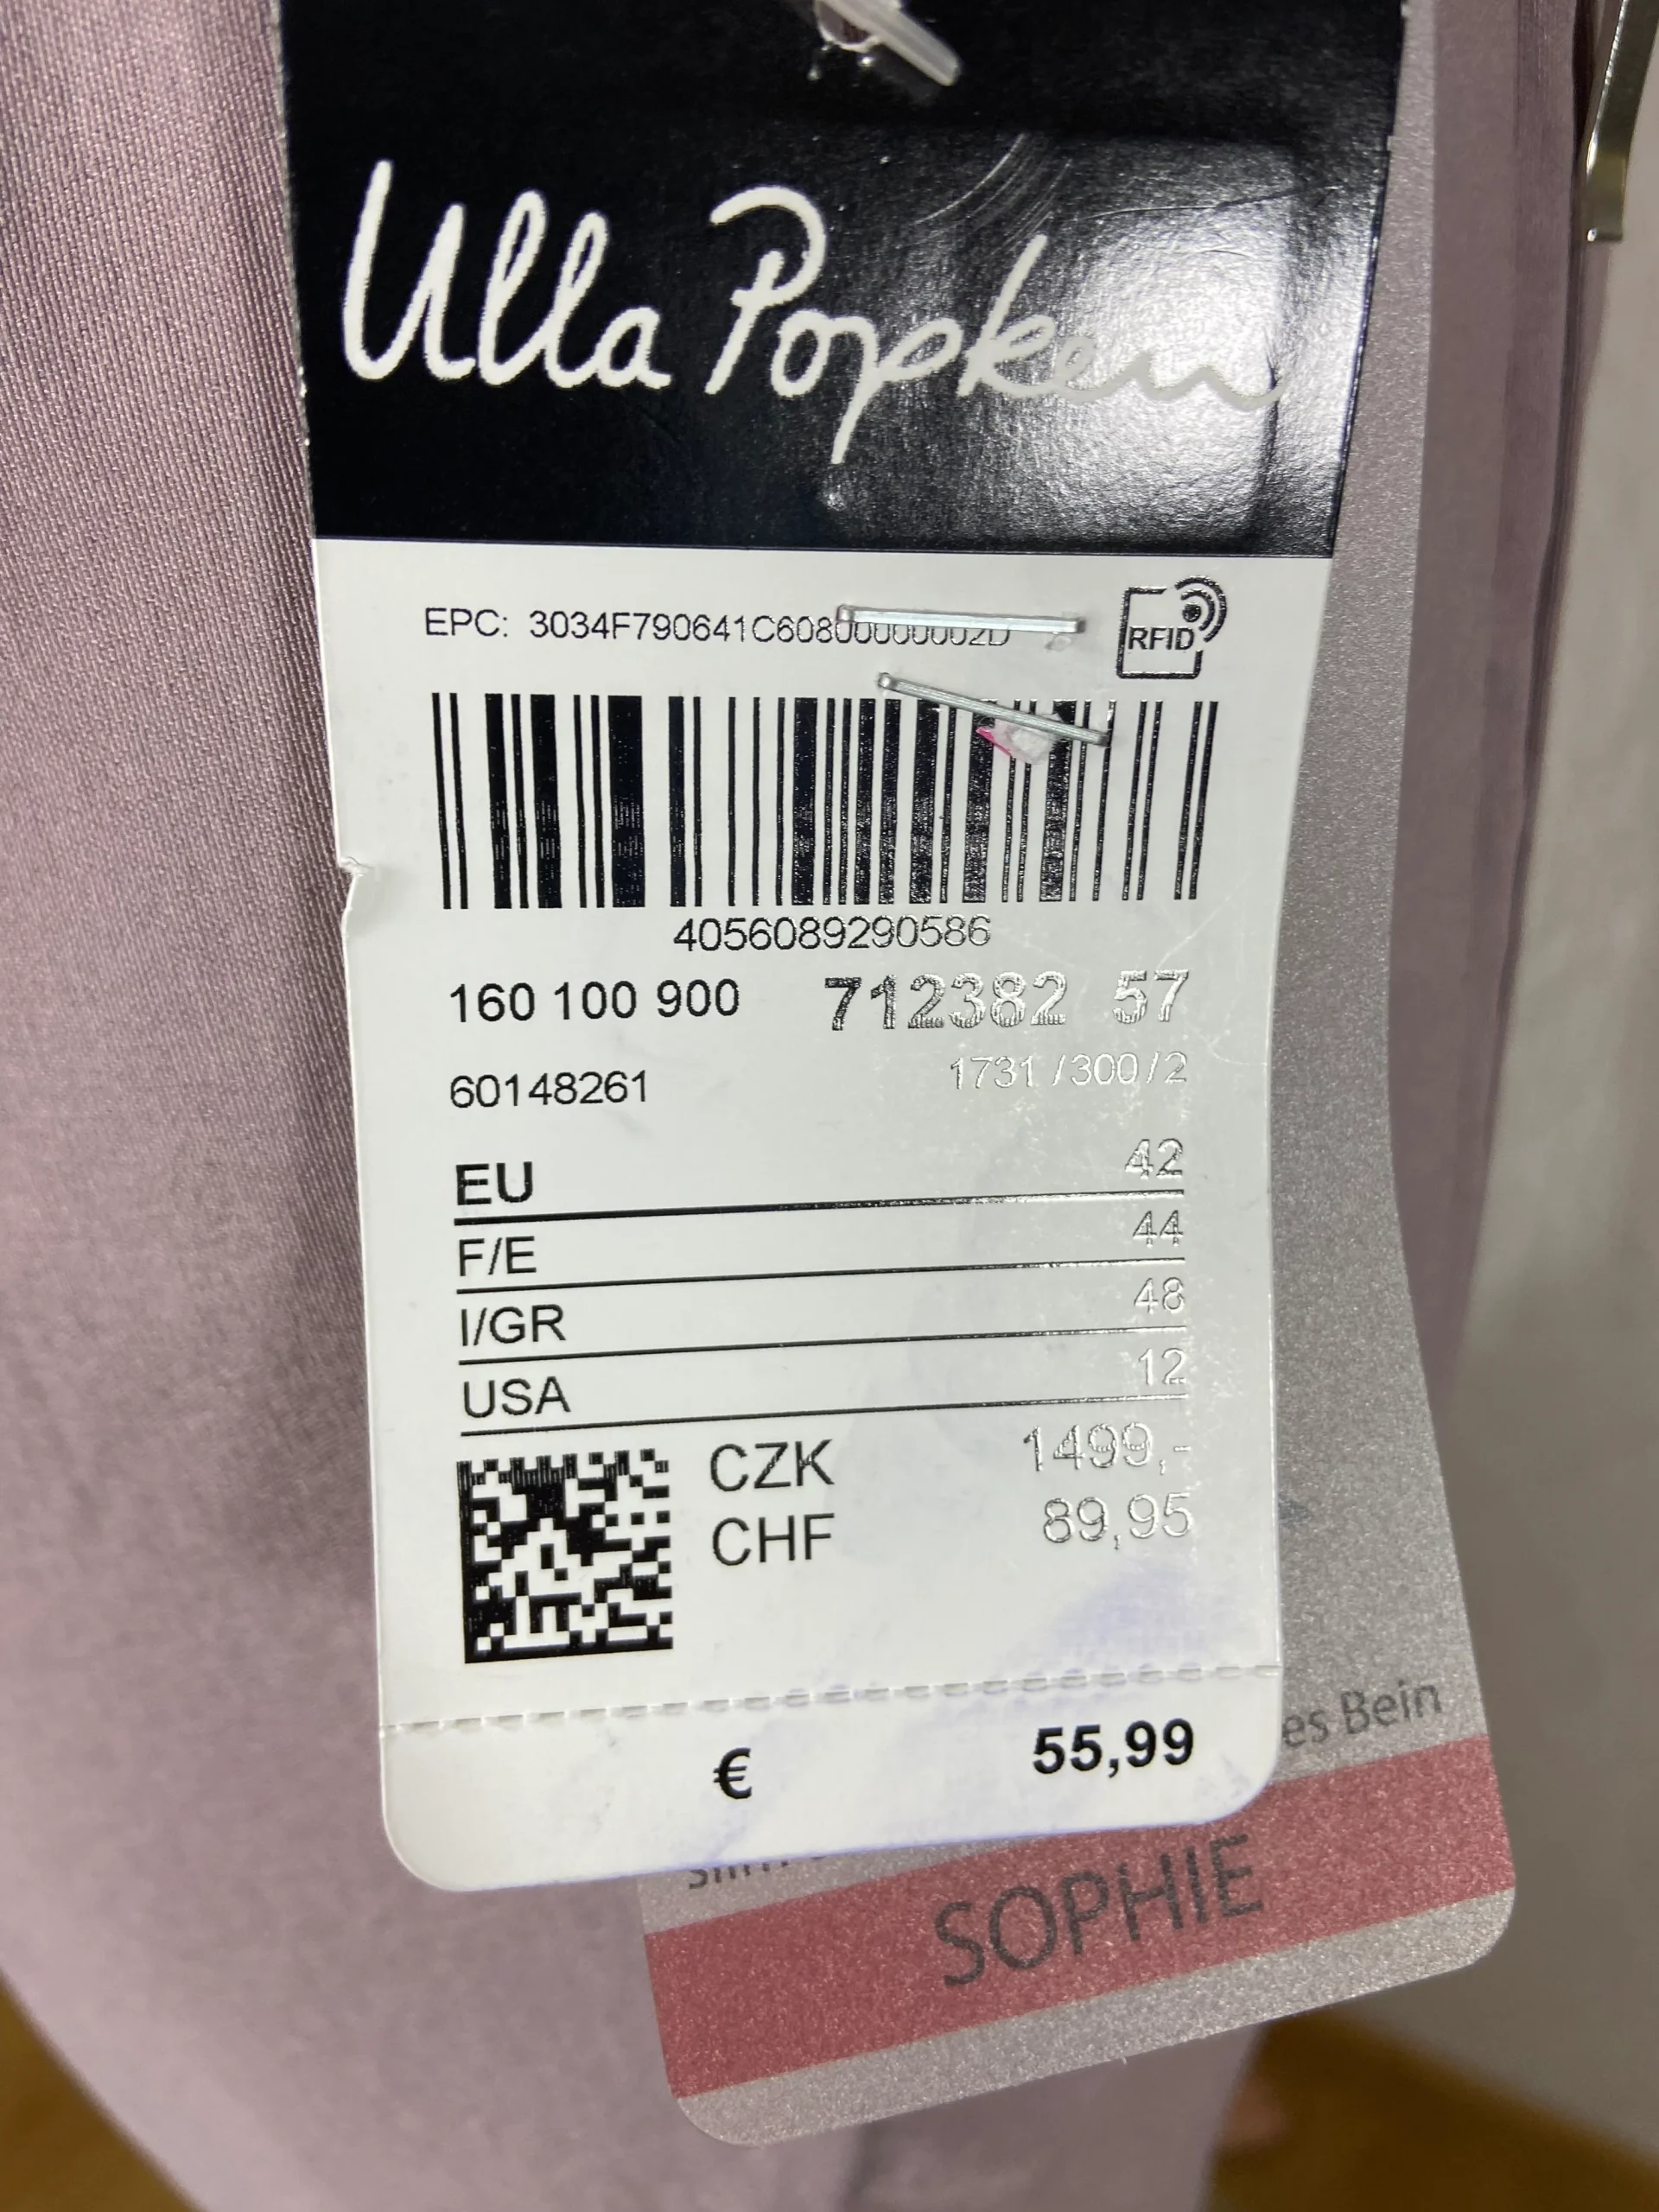 Ulla Popken
EPC: 3034F790641C6080000000002D
RFID
4056089290586
160 100 900 712382 57
60148261 1731/300/2
EU 42
F/E 44
I/GR 48
USA 12
CZK 1499,-
CHF 89,95
€ 55,99
es Bein
SOPHIE